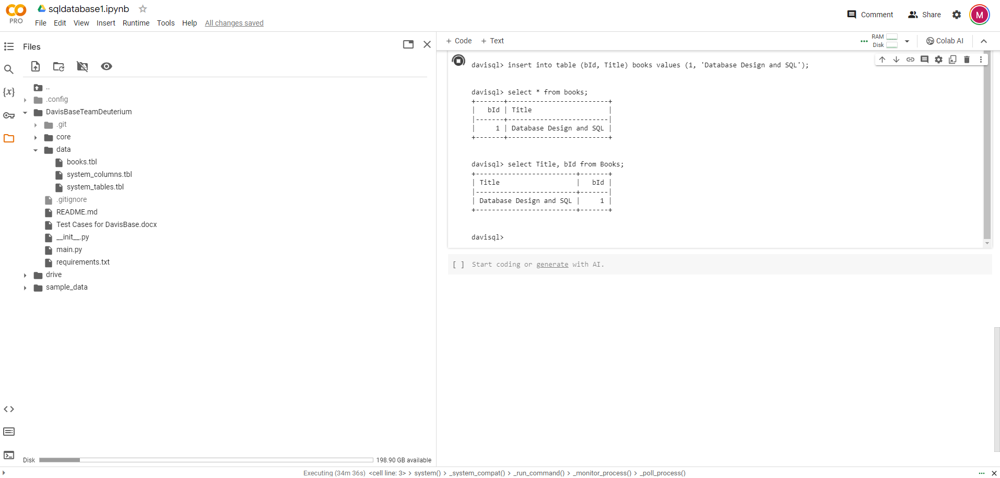 CO
PRO
sqldatabase1.ipynb
File Edit View Insert Runtime Tools Help All changes saved
Comment
Share
M
Files
{x}
..
.config
DavisBaseTeamDeuterium
.git
core
data
books.tbl
system_columns.tbl
system_tables.tbl
.gitignore
README.md
Test Cases for DavisBase.docx
__init__.py
main.py
requirements.txt
drive
sample_data
Disk 198.90 GB available
+ Code + Text
RAM
Disk
Colab AI
davisql> insert into table (bId, Title) books values (1, 'Database Design and SQL');
davisql> select * from books;
+-------+-------------------------+
|   bId | Title                   |
|-------+-------------------------|
|     1 | Database Design and SQL |
+-------+-------------------------+
davisql> select Title, bId from Books;
+-------------------------+-------+
| Title                   |   bId |
|-------------------------+-------|
| Database Design and SQL |     1 |
+-------------------------+-------+
davisql>
[ ] Start coding or generate with AI.
Executing (34m 36s) <cell line: 3> > system() > _system_compat() > _run_command() > _monitor_process() > _poll_process()